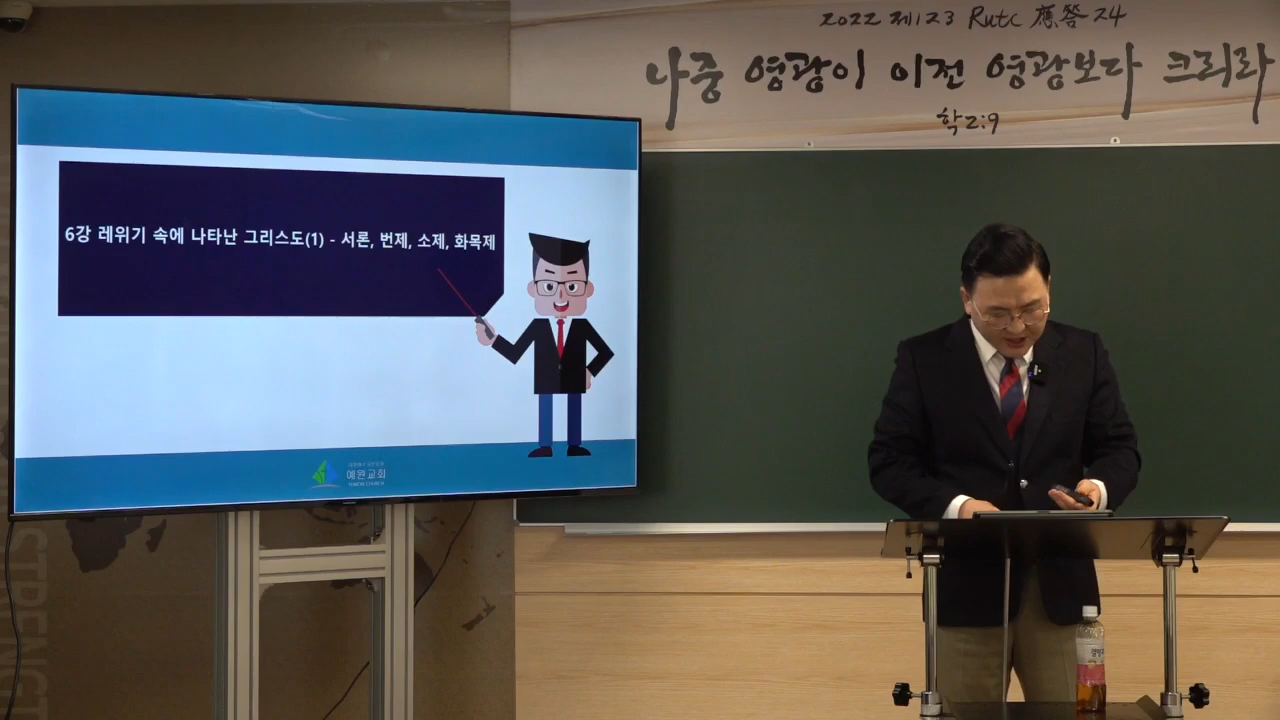 2022 제123 Rutc 應答 24
나중 영광이 이전 영광보다 크리라
학2:9
6강 레위기 속에 나타난 그리스도(1) - 서론, 번제, 소제, 화목제
예원교회
YEWON CHURCH